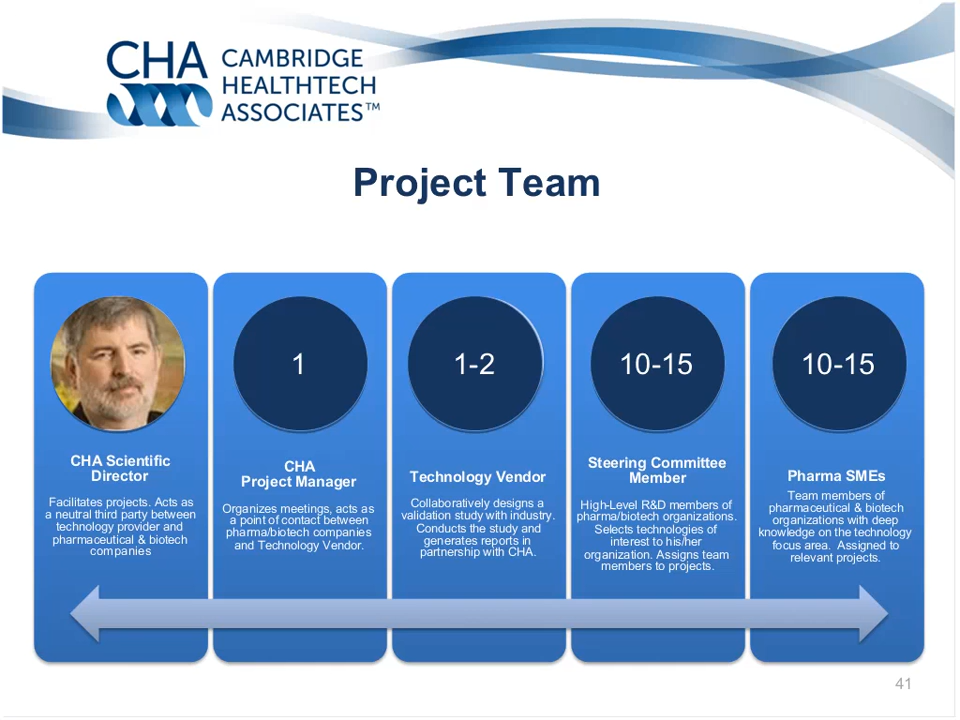 CHA CAMBRIDGE
HEALTHTECH
ASSOCIATES™
Project Team
1
1-2
10-15
10-15
CHA Scientific
Director
Facilitates projects. Acts as
a neutral third party between
technology provider and
pharmaceutical & biotech
companies
CHA
Project Manager
Organizes meetings, acts as
a point of contact between
pharma/biotech companies
and Technology Vendor.
Technology Vendor
Collaboratively designs a
validation study with industry.
Conducts the study and
generates reports in
partnership with CHA.
Steering Committee
Member
High-Level R&D members of
pharma/biotech organizations.
Selects technologies of
interest to his/her
organization. Assigns team
members to projects.
Pharma SMEs
Team members of
pharmaceutical & biotech
organizations with deep
knowledge on the technology
focus area. Assigned to
relevant projects.
41